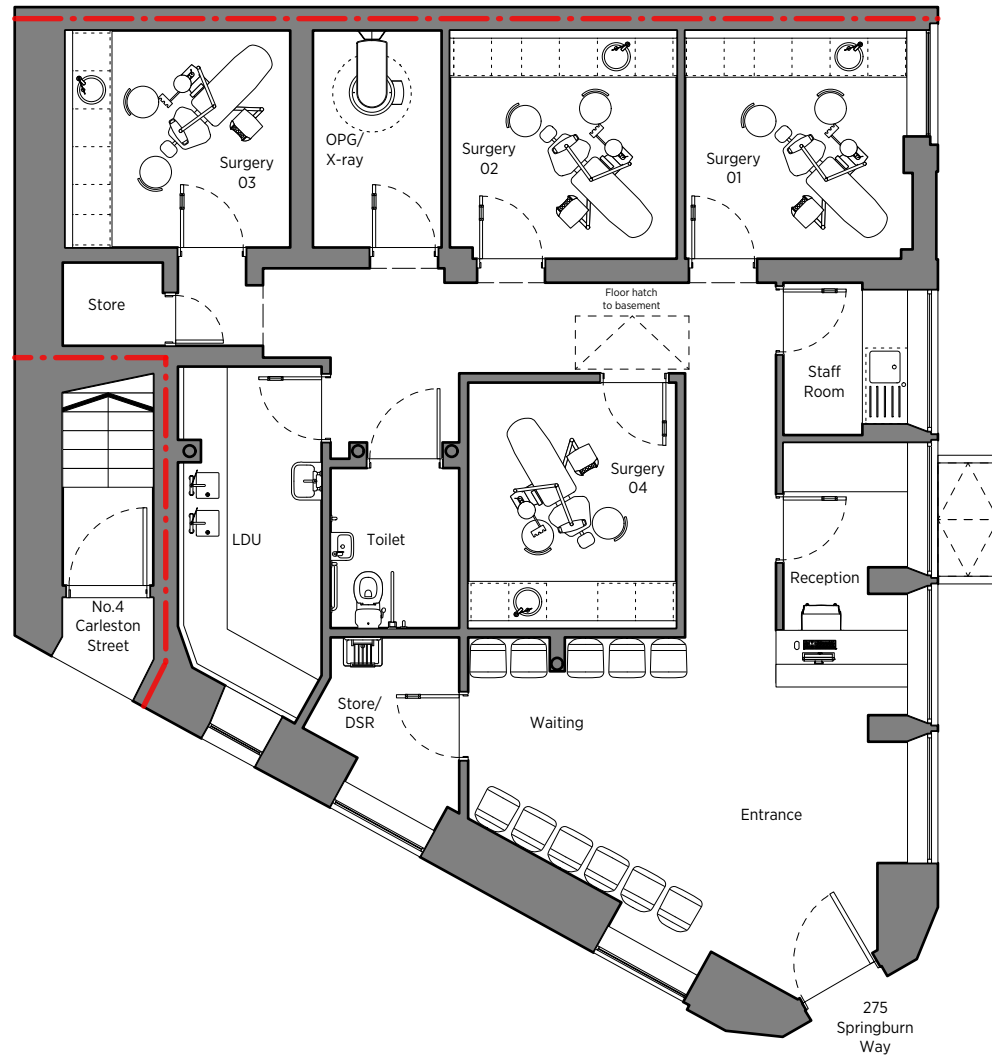 OPG/
X-ray
Surgery
03
Surgery
02
Surgery
01
Store
Floor hatch
to basement
Staff
Room
Surgery
04
LDU
Toilet
Reception
No.4
Carleston
Street
Store/
DSR
Waiting
Entrance
275
Springburn
Way